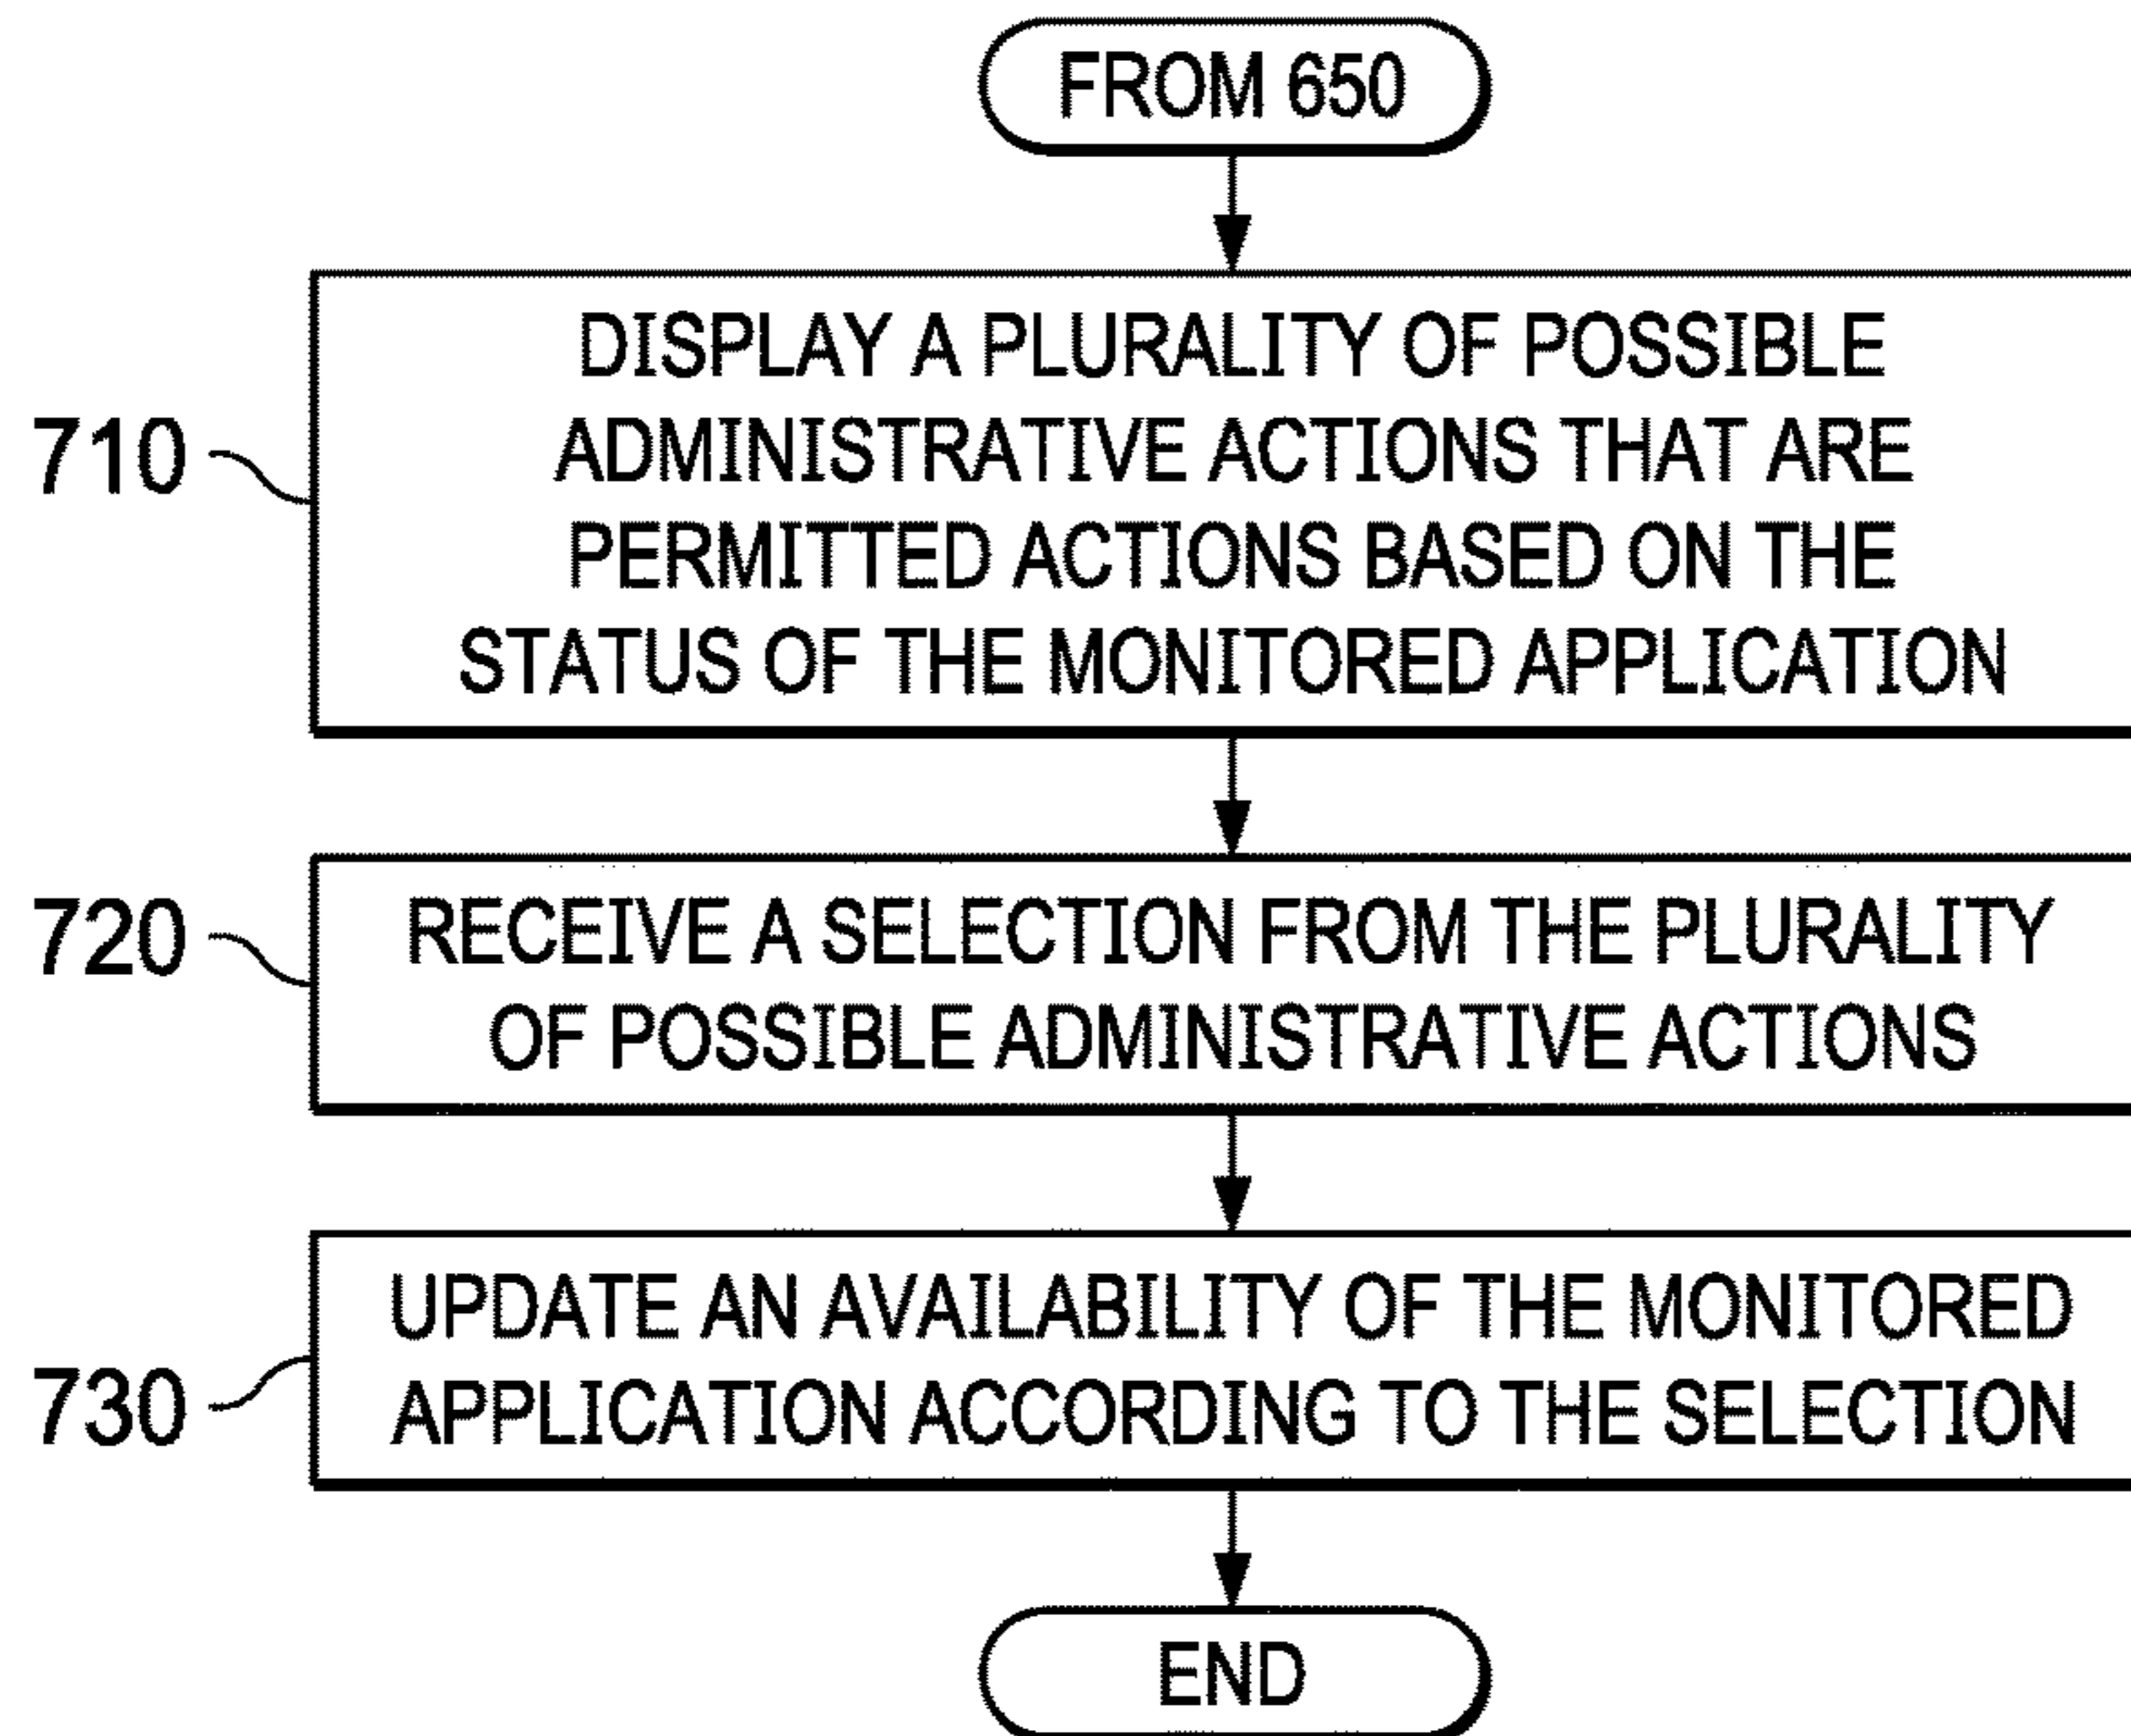 FROM 650
DISPLAY A PLURALITY OF POSSIBLE
ADMINISTRATIVE ACTIONS THAT ARE
710
PERMITTED ACTIONS BASED ON THE
STATUS OF THE MONITORED APPLICATION
720
RECEIVE A SELECTION FROM THE PLURALITY
OF POSSIBLE ADMINISTRATIVE ACTIONS
UPDATE AN AVAILABILITY OF THE MONITORED
730
APPLICATION ACCORDING TO THE SELECTION
END